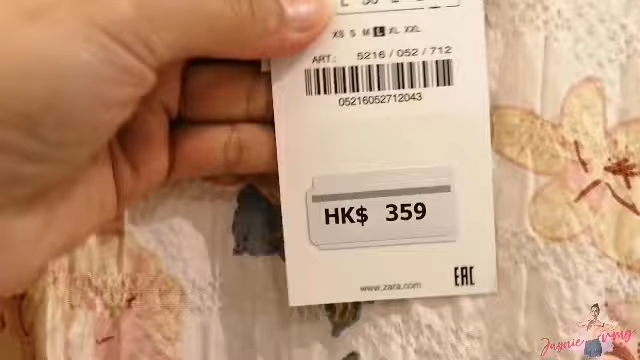 XS S M L XL XXL
ART.: 5216 / 052 / 712
05216052712043
HK$ 359
www.zara.com
EAC